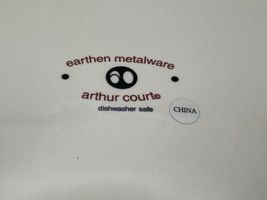 earthen metalware
arthur court©
dishwasher safe
CHINA